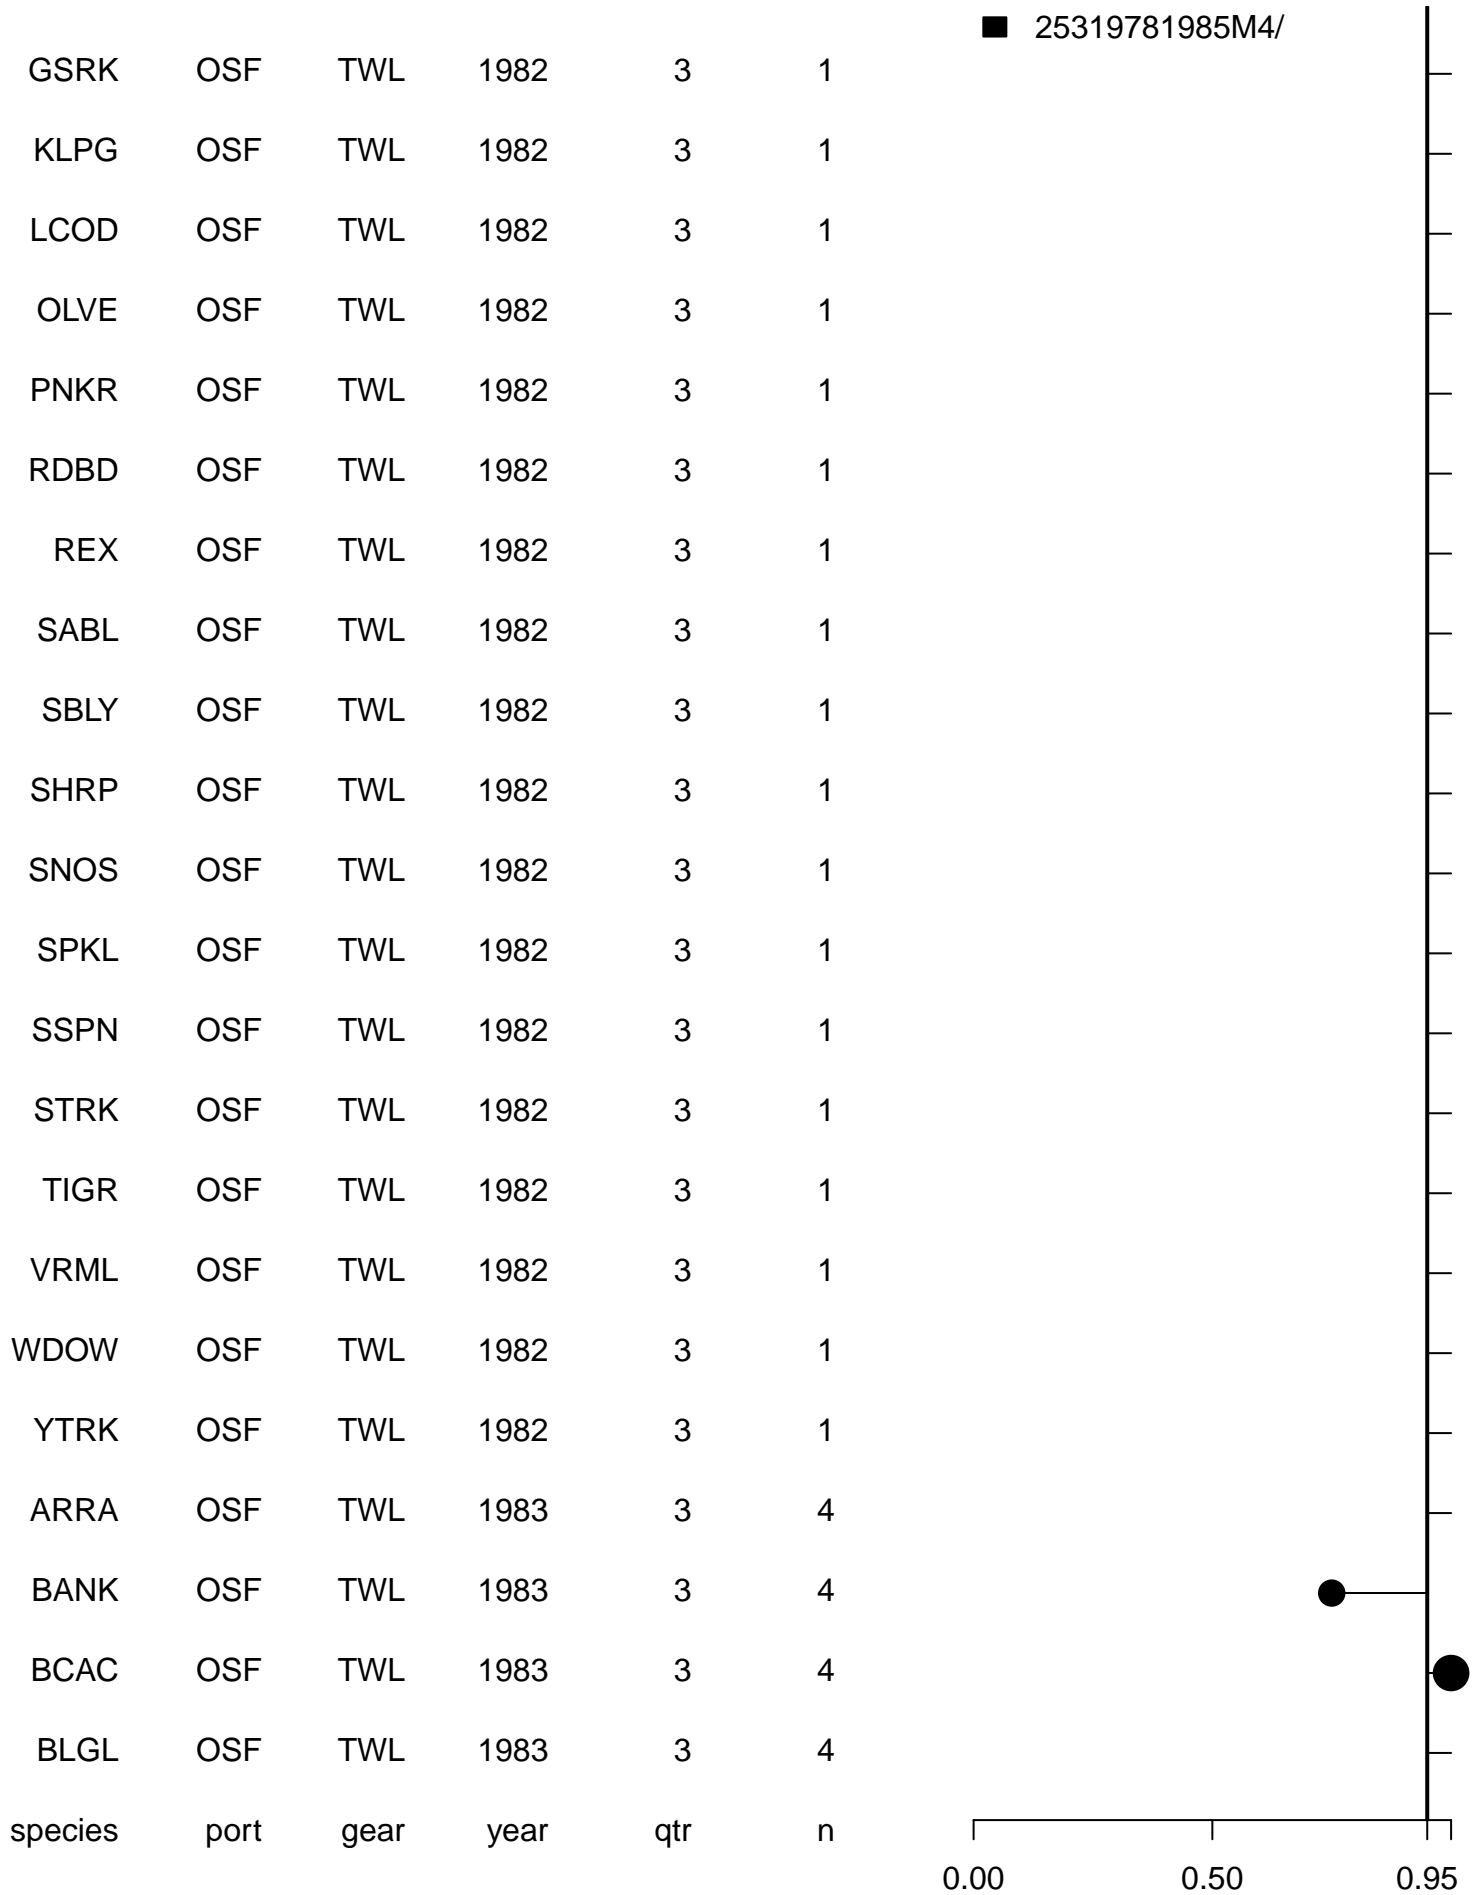 25319781985M4/
GSRK OSF TWL 1982 3 1
KLPG OSF TWL 1982 3 1
LCOD OSF TWL 1982 3 1
OLVE OSF TWL 1982 3 1
PNKR OSF TWL 1982 3 1
RDBD OSF TWL 1982 3 1
REX OSF TWL 1982 3 1
SABL OSF TWL 1982 3 1
SBLY OSF TWL 1982 3 1
SHRP OSF TWL 1982 3 1
SNOS OSF TWL 1982 3 1
SPKL OSF TWL 1982 3 1
SSPN OSF TWL 1982 3 1
STRK OSF TWL 1982 3 1
TIGR OSF TWL 1982 3 1
VRML OSF TWL 1982 3 1
WDOW OSF TWL 1982 3 1
YTRK OSF TWL 1982 3 1
ARRA OSF TWL 1983 3 4
BANK OSF TWL 1983 3 4
BCAC OSF TWL 1983 3 4
BLGL OSF TWL 1983 3 4
species port gear year qtr n
0.00 0.50 0.95